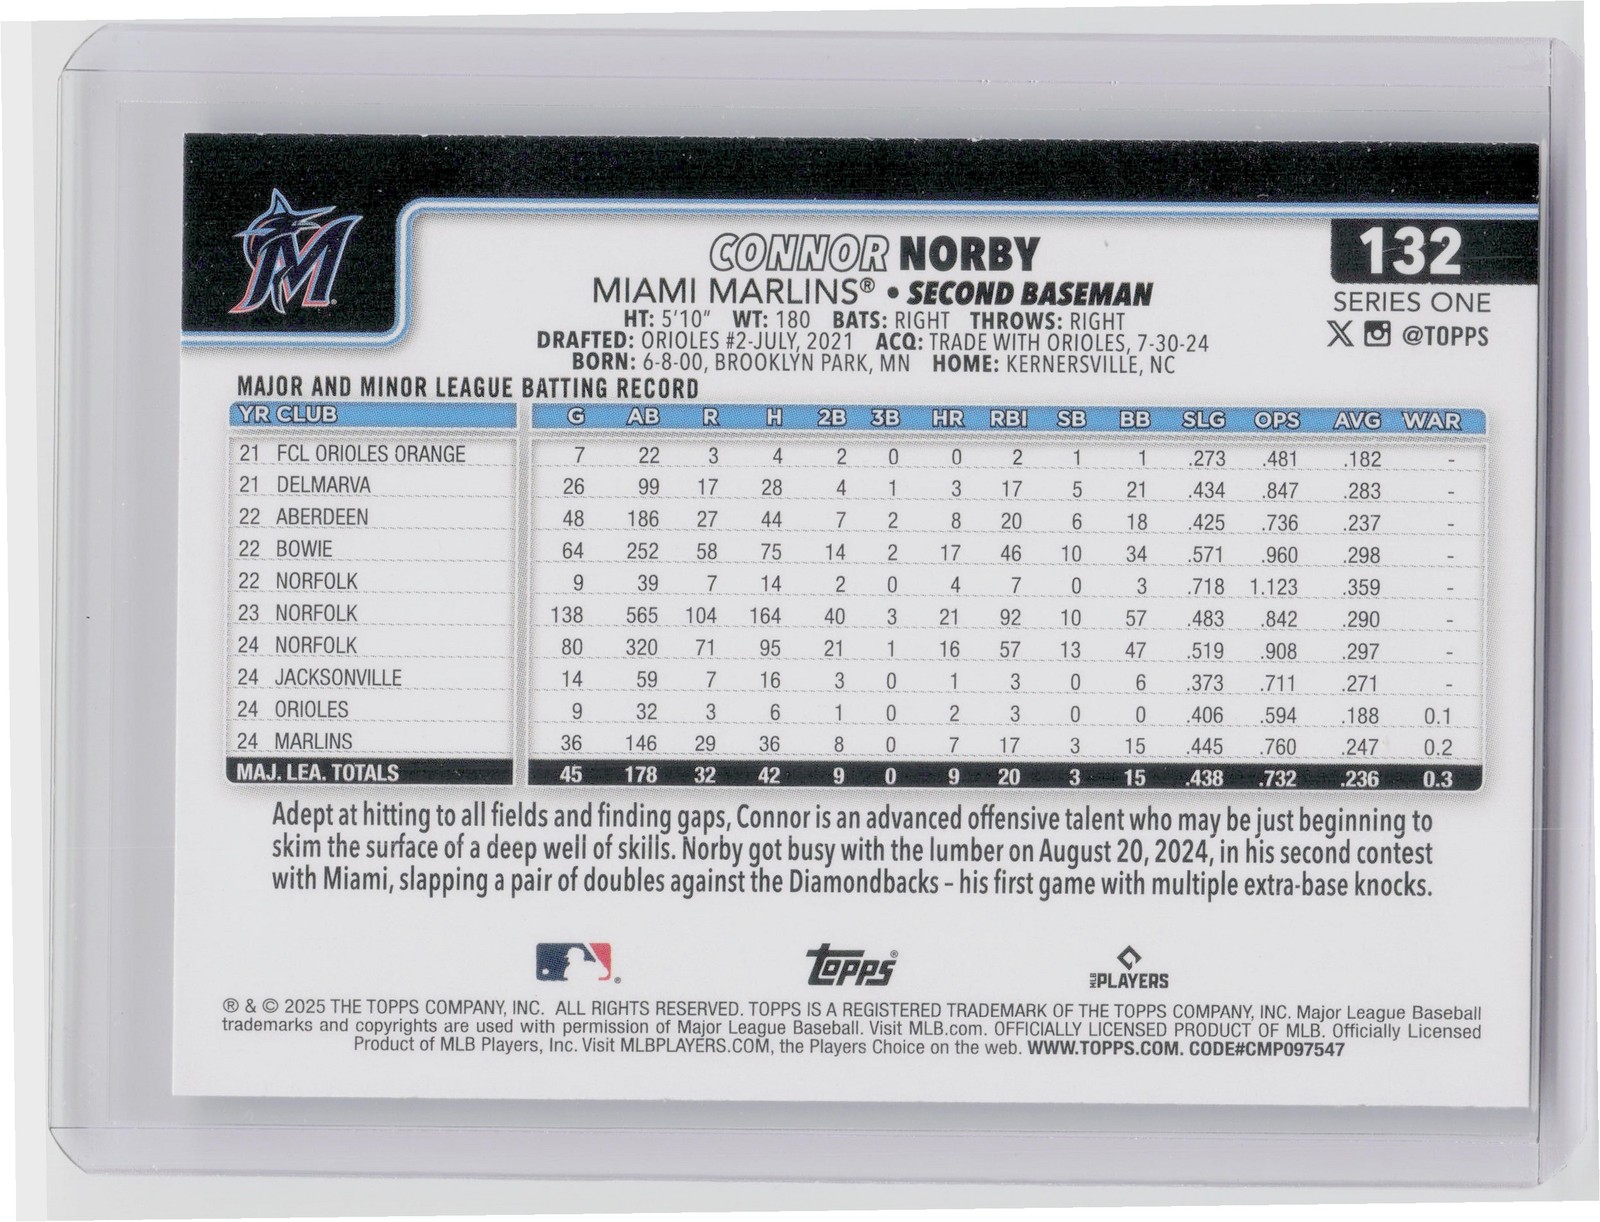 CONNOR NORBY
132
MIAMI MARLINS® • SECOND BASEMAN
SERIES ONE
HT: 5'10" WT: 180 BATS: RIGHT THROWS: RIGHT
@TOPPS
DRAFTED: ORIOLES #2-JULY, 2021 ACQ: TRADE WITH ORIOLES, 7-30-24
BORN: 6-8-00, BROOKLYN PARK, MN HOME: KERNERSVILLE, NC
MAJOR AND MINOR LEAGUE BATTING RECORD
YR CLUB G AB R H 2B 3B HR RBI SB BB SLG OPS AVG WAR
21 FCL ORIOLES ORANGE 7 22 3 4 2 0 0 2 1 1 .273 .481 .182 -
21 DELMARVA 26 99 17 28 4 1 3 17 5 21 .434 .847 .283 -
22 ABERDEEN 48 186 27 44 7 2 8 20 6 18 .425 .736 .237 -
22 BOWIE 64 252 58 75 14 2 17 46 10 34 .571 .960 .298 -
22 NORFOLK 9 39 7 14 2 0 4 7 0 3 .718 1.123 .359 -
23 NORFOLK 138 565 104 164 40 3 21 92 10 57 .483 .842 .290 -
24 NORFOLK 80 320 71 95 21 1 16 57 13 47 .519 .908 .297 -
24 JACKSONVILLE 14 59 7 16 3 0 1 3 0 6 .373 .711 .271 -
24 ORIOLES 9 32 3 6 1 0 2 3 0 0 .406 .594 .188 0.1
24 MARLINS 36 146 29 36 8 0 7 17 3 15 .445 .760 .247 0.2
MAJ. LEA. TOTALS 45 178 32 42 9 0 9 20 3 15 .438 .732 .236 0.3
Adept at hitting to all fields and finding gaps, Connor is an advanced offensive talent who may be just beginning to
skim the surface of a deep well of skills. Norby got busy with the lumber on August 20, 2024, in his second contest
with Miami, slapping a pair of doubles against the Diamondbacks – his first game with multiple extra-base knocks.
Topps®
MLB PLAYERS
® & © 2025 THE TOPPS COMPANY, INC. ALL RIGHTS RESERVED. TOPPS IS A REGISTERED TRADEMARK OF THE TOPPS COMPANY, INC. Major League Baseball
trademarks and copyrights are used with permission of Major League Baseball. Visit MLB.com. OFFICIALLY LICENSED PRODUCT OF MLB. Officially Licensed
Product of MLB Players, Inc. Visit MLBPLAYERS.COM, the Players Choice on the web. WWW.TOPPS.COM. CODE#CMP097547